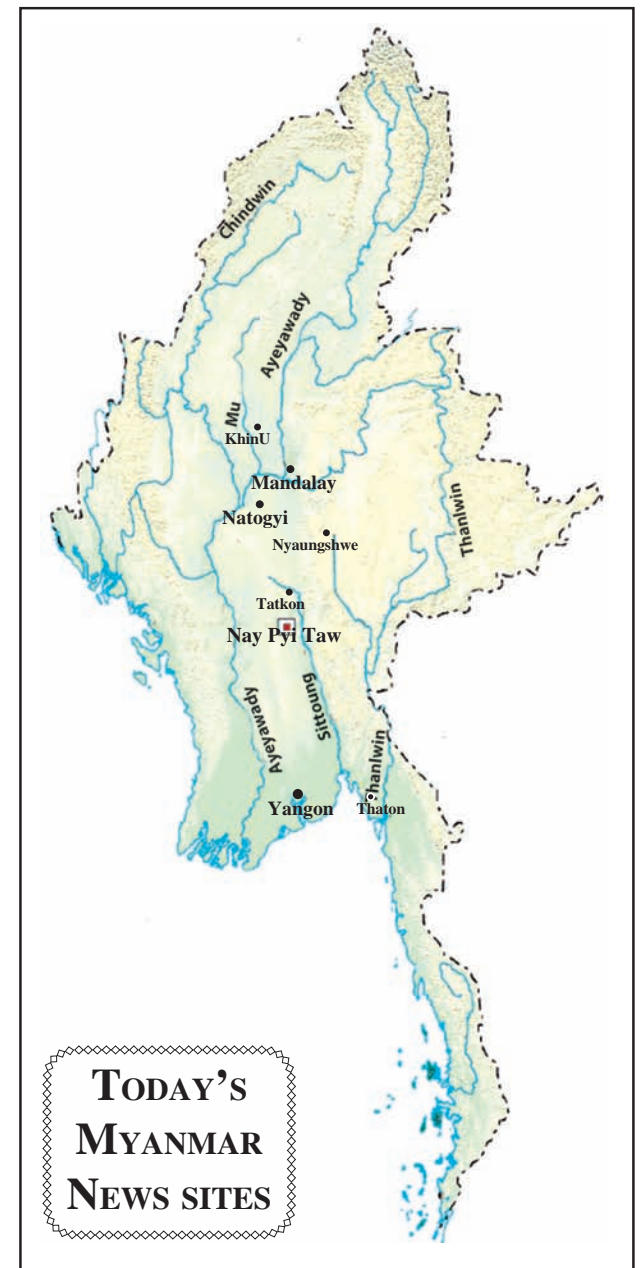 Chindwin
Ayeyawady
Mu
KhinU
Mandalay
Natogyi
Nyaungshwe
Thanlwin
Tatkon
Nay Pyi Taw
Sittoung
Ayeyawady
Thanlwin
Yangon
Thaton
TODAY'S
MYANMAR
NEWS SITES